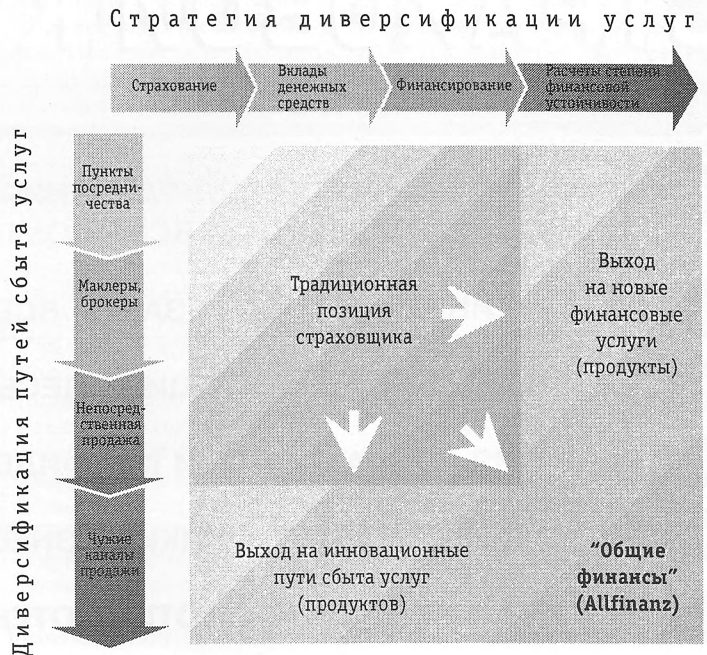 Стратегия диверсификации услуг
Страхование
Вклады
денежных
средств
Финансирование
Расчеты степени
финансовой
устойчивости
Диверсификация путей сбыта услуг
Пункты
посредни-
чества
Маклеры,
брокеры
Непосред-
ственная
продажа
Чужие
каналы
продажи
Традиционная
позиция
страховщика
Выход
на новые
финансовые
услуги
(продукты)
Выход на инновационные
пути сбыта услуг
(продуктов)
“Общие
финансы”
(Allfinanz)